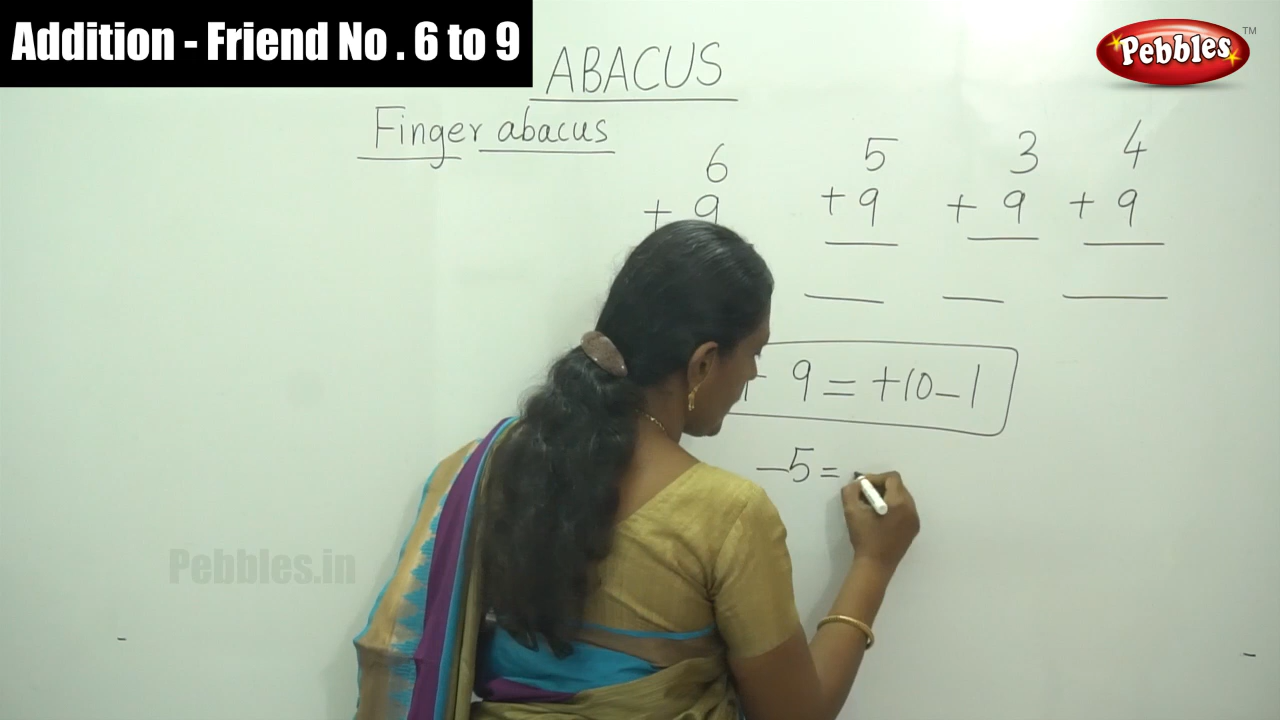 Addition - Friend No . 6 to 9
Pebbles TM
ABACUS
Finger abacus
6 5 3 4
+ 9 + 9 + 9 + 9
+ 9 = +10 - 1
- 5 =
Pebbles.in